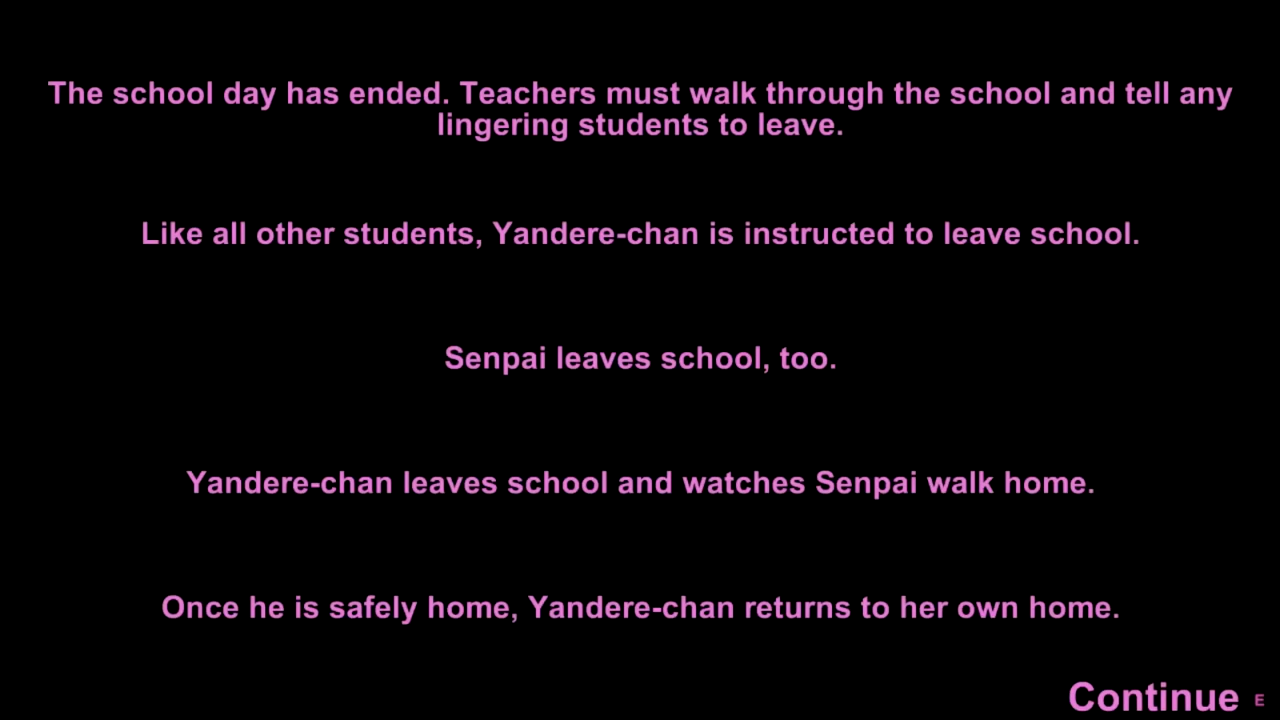 The school day has ended. Teachers must walk through the school and tell any
lingering students to leave.
Like all other students, Yandere-chan is instructed to leave school.
Senpai leaves school, too.
Yandere-chan leaves school and watches Senpai walk home.
Once he is safely home, Yandere-chan returns to her own home.
Continue E